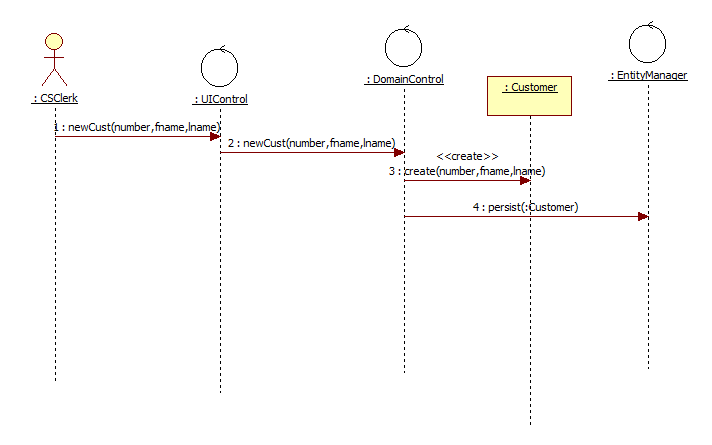 : CSClerk
: UIControl
: DomainControl
: Customer
: EntityManager
1 : newCust(number,fname,lname)
2 : newCust(number,fname,lname)
<<create>>
3 : create(number,fname,lname)
4 : persist(:Customer)